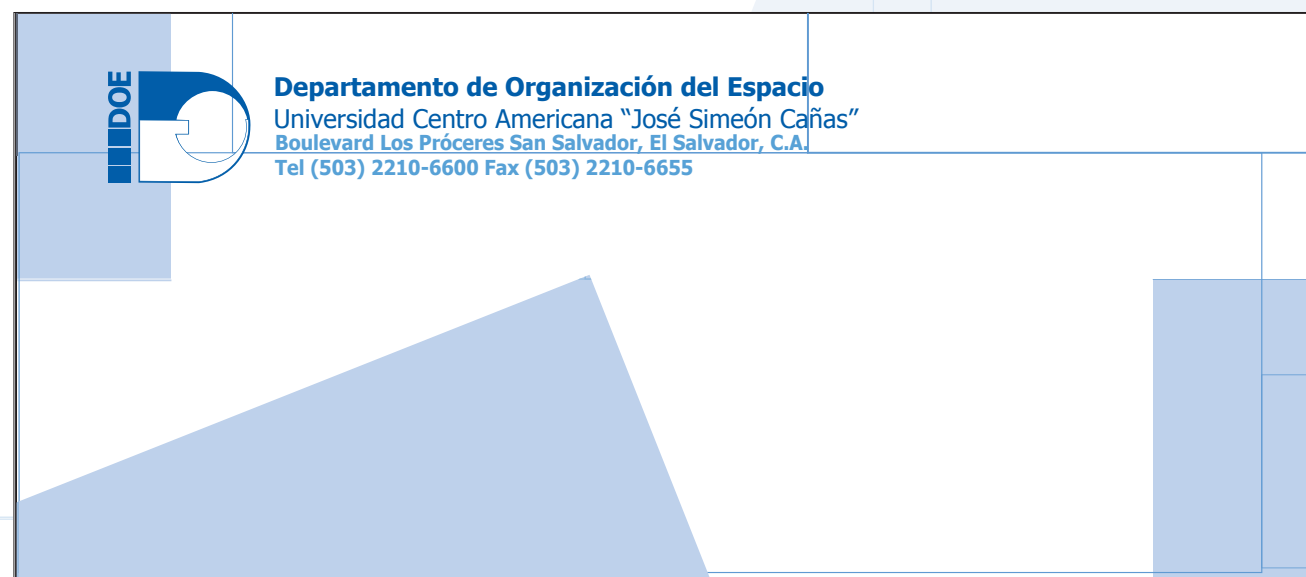 DOE
Departamento de Organización del Espacio
Universidad Centro Americana “José Simeón Cañas”
Boulevard Los Próceres San Salvador, El Salvador, C.A.
Tel (503) 2210-6600 Fax (503) 2210-6655